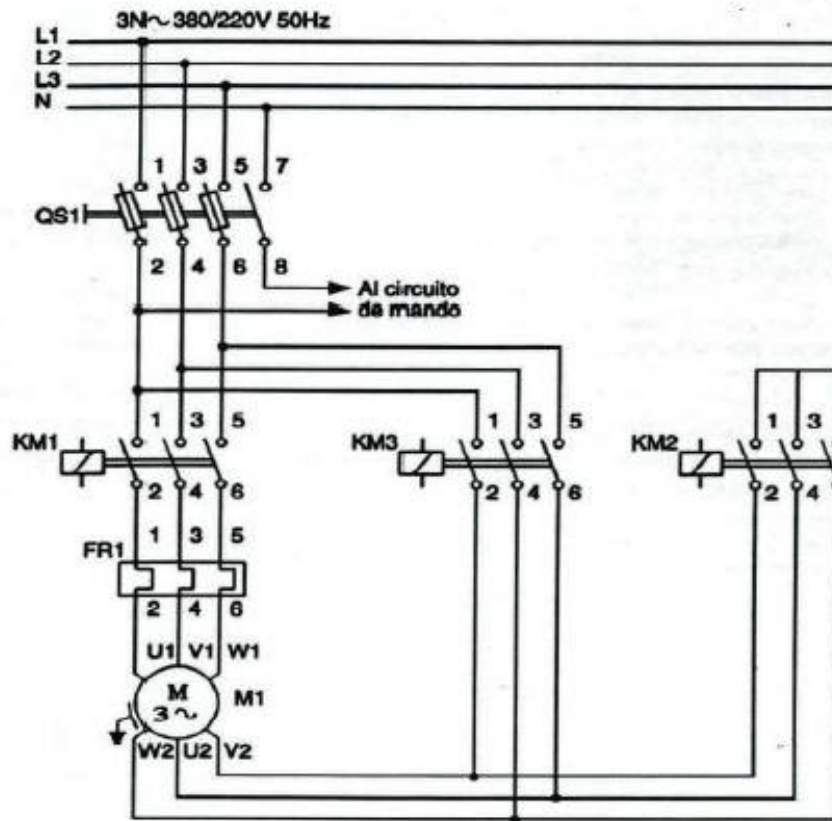 3N~ 380/220V 50Hz
L1
L2
L3
N
1 3 5 7
QS1
2 4 6 8
Al circuito
de mando
1 3 5
KM1
2 4 6
1 3 5
KM3
2 4 6
1 3
KM2
2 4
1 3 5
FR1
2 4 6
U1 V1 W1
M
3~
M1
W2 U2 V2